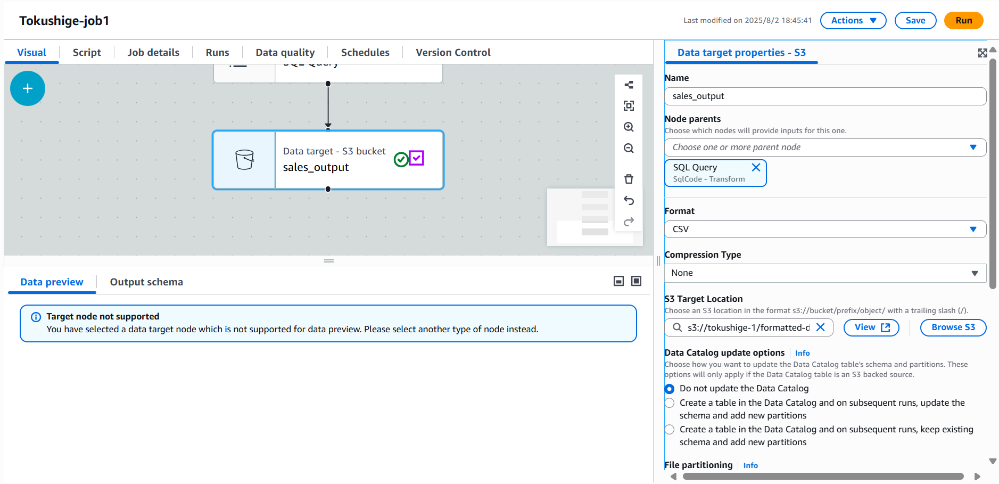 Tokushige-job1
Last modified on 2025/8/2 18:45:41
Actions
Save
Run
Visual
Script
Job details
Runs
Data quality
Schedules
Version Control
SQL Query
Data target - S3 bucket
sales_output
Data preview
Output schema
Target node not supported
You have selected a data target node which is not supported for data preview. Please select another type of node instead.
Data target properties - S3
Name
sales_output
Node parents
Choose which nodes will provide inputs for this one.
Choose one or more parent node
SQL Query
SqlCode - Transform
Format
CSV
Compression Type
None
S3 Target Location
Choose an S3 location in the format s3://bucket/prefix/object/ with a trailing slash (/).
s3://tokushige-1/formatted-d
View
Browse S3
Data Catalog update options
Info
Choose how you want to update the Data Catalog table's schema and partitions. These
options will only apply if the Data Catalog table is an S3 backed source.
Do not update the Data Catalog
Create a table in the Data Catalog and on subsequent runs, update the
schema and add new partitions
Create a table in the Data Catalog and on subsequent runs, keep existing
schema and add new partitions
File partitioning
Info